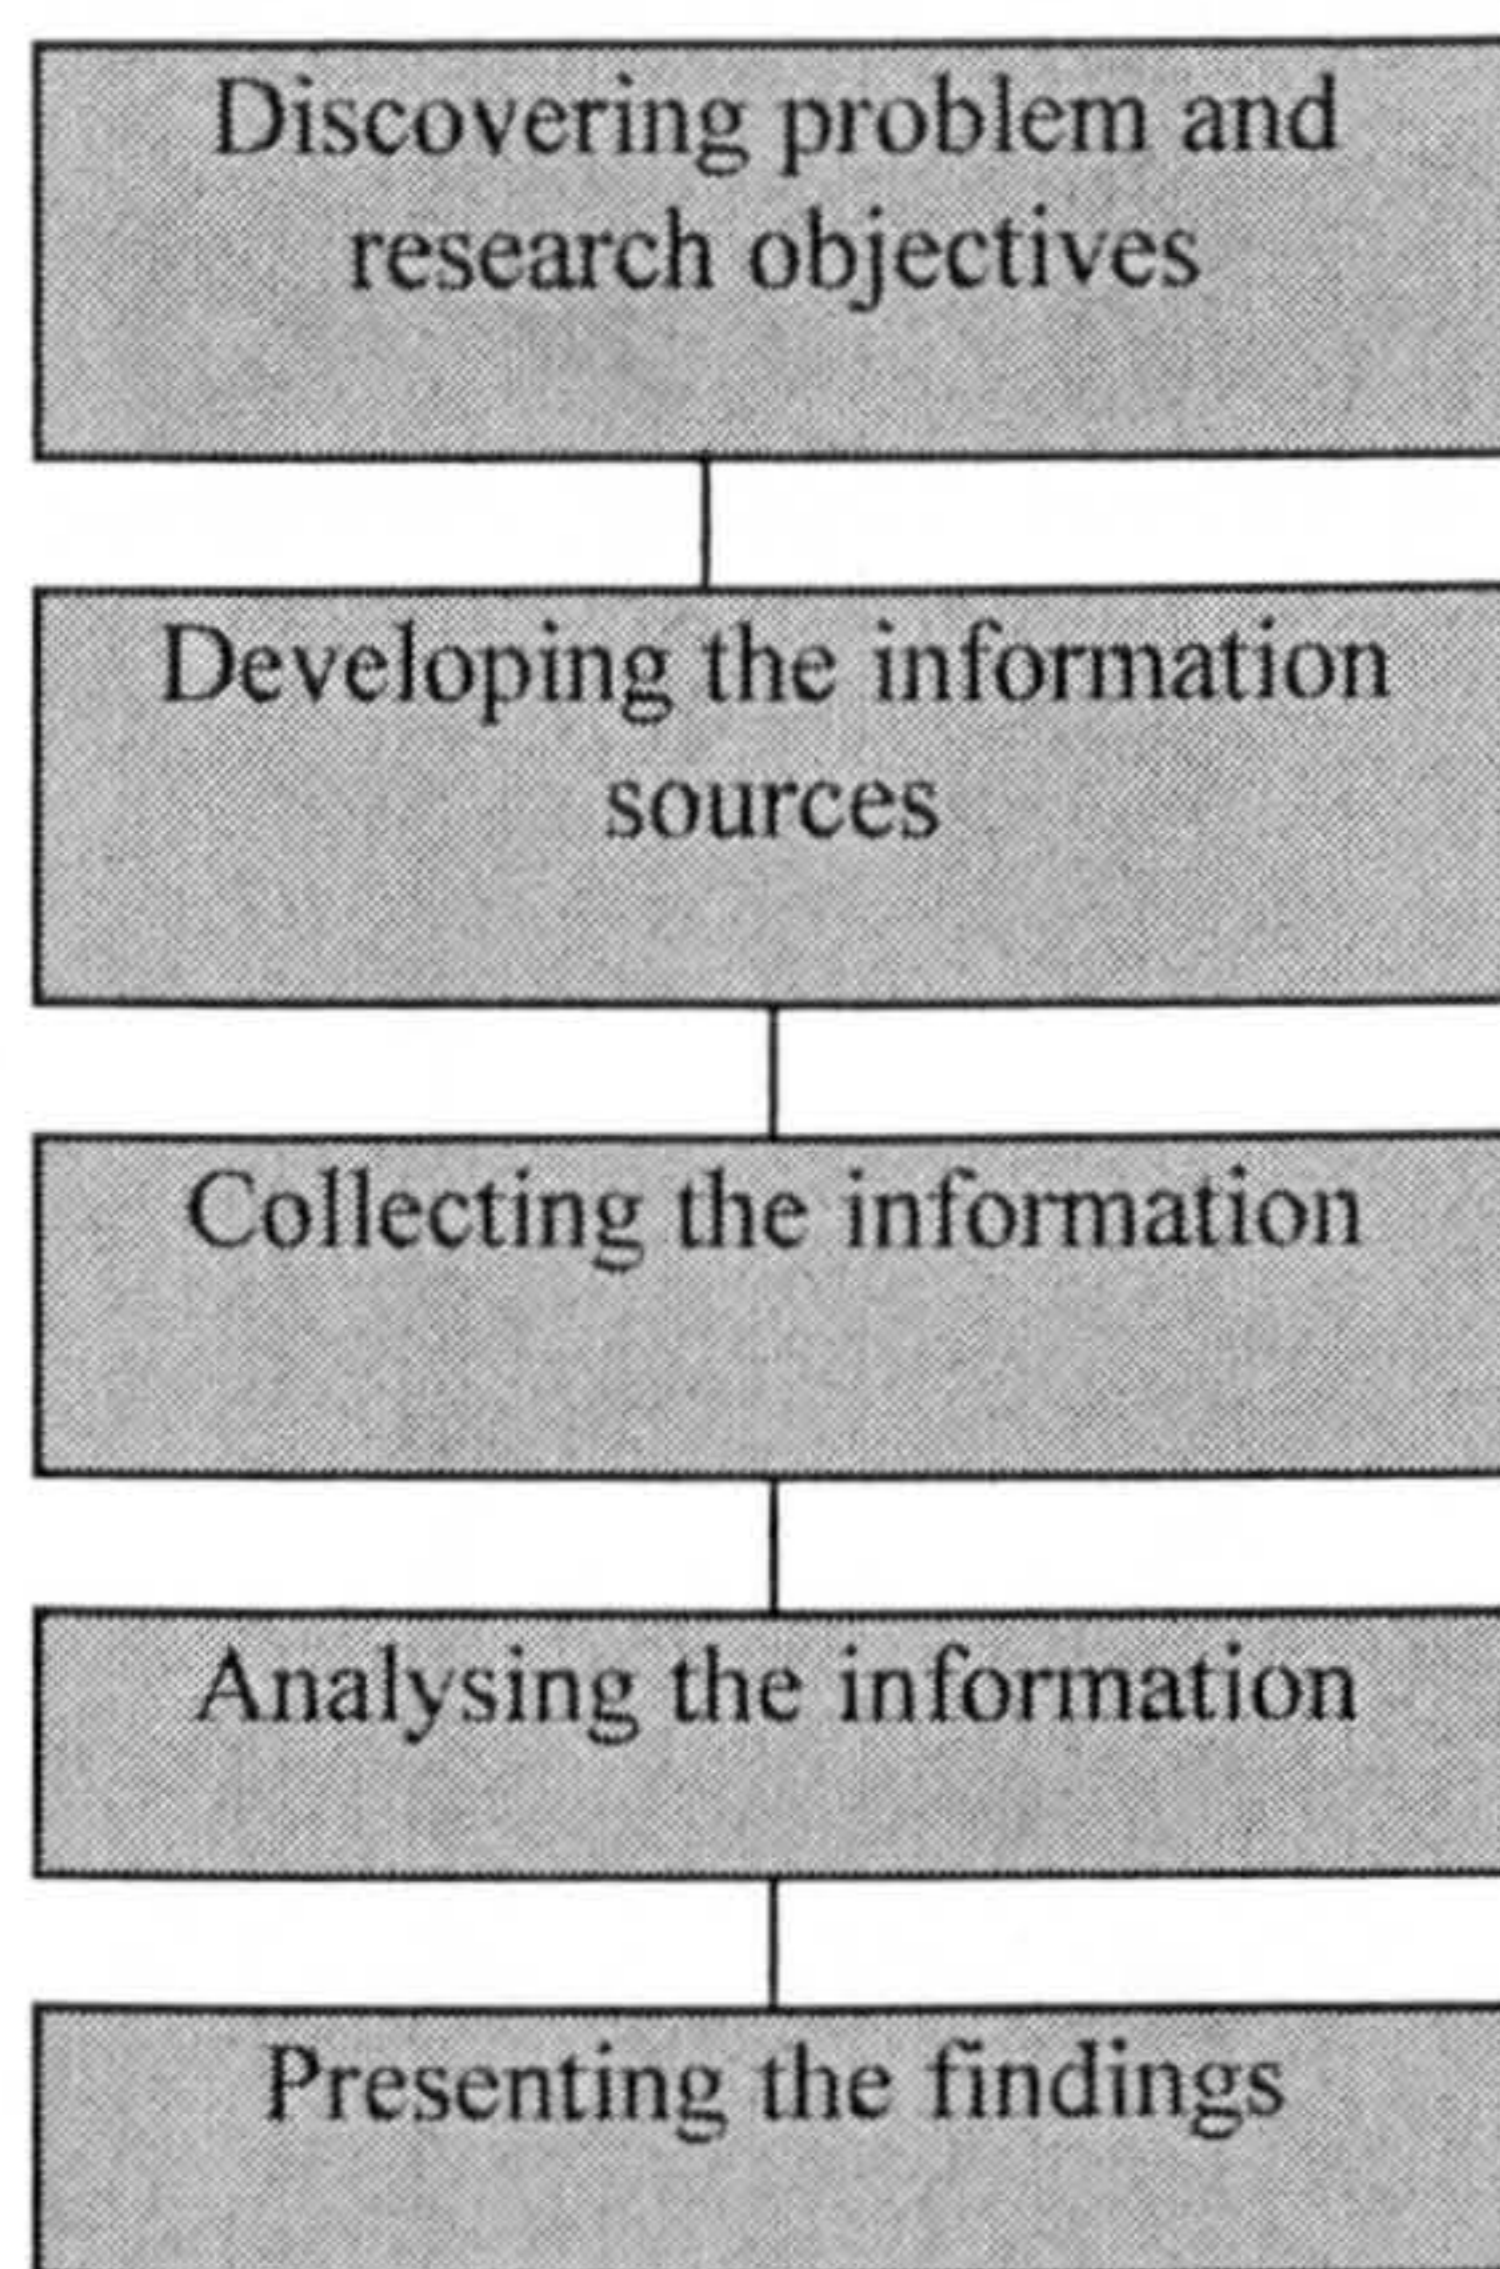 Discovering problem and
research objectives
Developing the information
sources
Collecting the information
Analysing the information
Presenting the findings